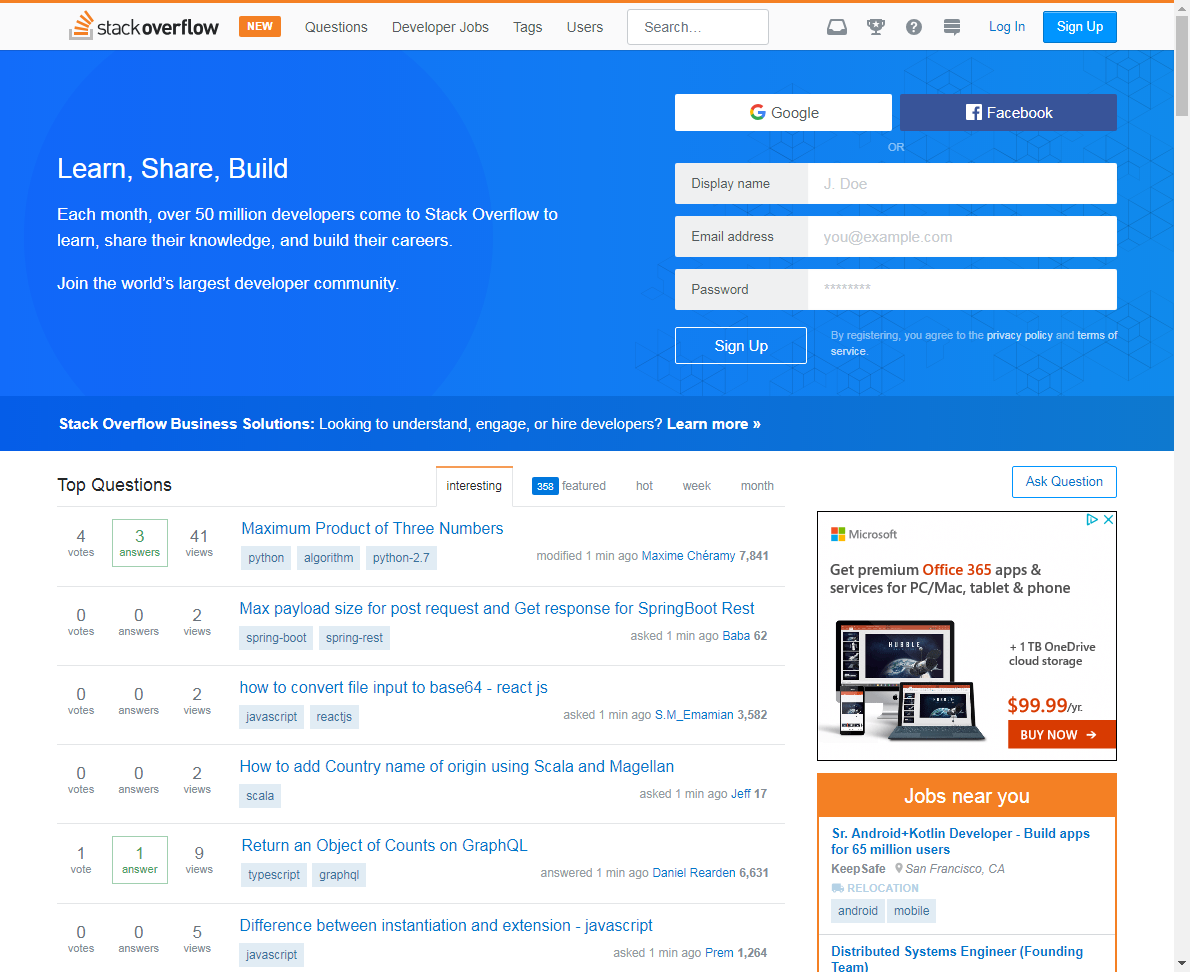 stackoverflow NEW Questions Developer Jobs Tags Users Search... Log In Sign Up
Google Facebook
OR
Learn, Share, Build
Each month, over 50 million developers come to Stack Overflow to
learn, share their knowledge, and build their careers.
Join the world's largest developer community.
Display name J. Doe
Email address you@example.com
Password ********
Sign Up
By registering, you agree to the privacy policy and terms of
service.
Stack Overflow Business Solutions: Looking to understand, engage, or hire developers? Learn more »
Top Questions
interesting 358 featured hot week month
Ask Question
4 votes 3 answers 41 views
Maximum Product of Three Numbers
python algorithm python-2.7
modified 1 min ago Maxime Chéramy 7,841
0 votes 0 answers 2 views
Max payload size for post request and Get response for SpringBoot Rest
spring-boot spring-rest
asked 1 min ago Baba 62
0 votes 0 answers 2 views
how to convert file input to base64 - react js
javascript reactjs
asked 1 min ago S.M_Emamian 3,582
0 votes 0 answers 2 views
How to add Country name of origin using Scala and Magellan
scala
asked 1 min ago Jeff 17
1 vote 1 answer 9 views
Return an Object of Counts on GraphQL
typescript graphql
answered 1 min ago Daniel Rearden 6,631
0 votes 0 answers 5 views
Difference between instantiation and extension - javascript
javascript
asked 1 min ago Prem 1,264
Microsoft
Get premium Office 365 apps &
services for PC/Mac, tablet & phone
HUBBLE
+ 1 TB OneDrive
cloud storage
$99.99/yr.
BUY NOW →
Jobs near you
Sr. Android+Kotlin Developer - Build apps
for 65 million users
KeepSafe San Francisco, CA
RELOCATION
android mobile
Distributed Systems Engineer (Founding
Team)